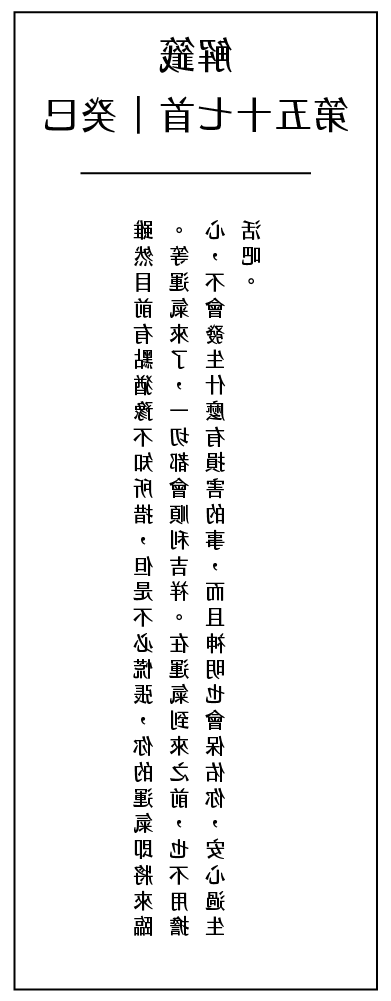 解籤
第五十七首｜癸巳
雖然目前有點猶豫不知所措，但是不必慌張，你的運氣即將來臨
。等運氣來了，一切都會順利吉祥。在運氣到來之前，也不用擔
心，不會發生什麼有損害的事，而且神明也會保佑你，安心過生
活吧。